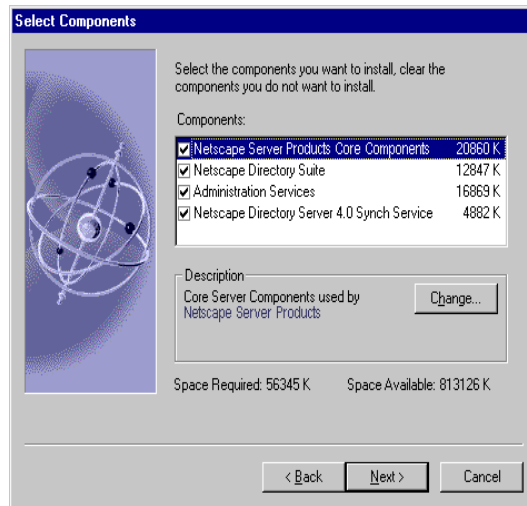 Select Components
Select the components you want to install, clear the
components you do not want to install.
Components:
Netscape Server Products Core Components 20860 K
Netscape Directory Suite 12847 K
Administration Services 16869 K
Netscape Directory Server 4.0 Synch Service 4882 K
Description
Core Server Components used by
Netscape Server Products
Change...
Space Required: 56345 K Space Available: 813126 K
< Back Next > Cancel